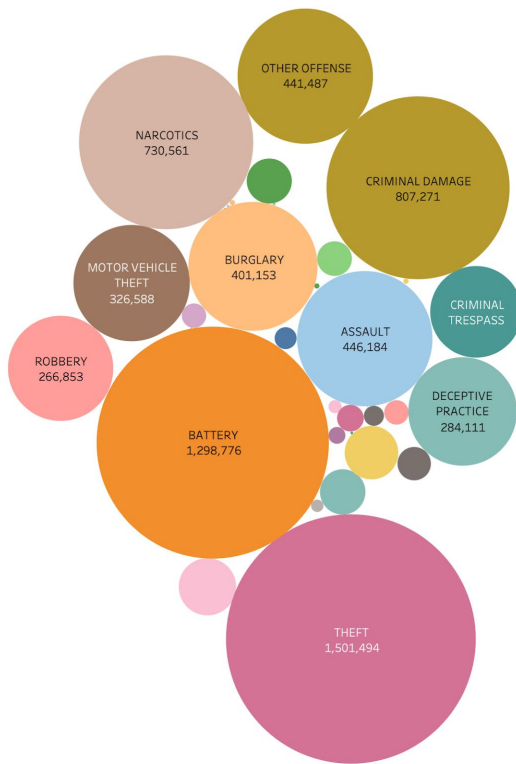 OTHER OFFENSE
441,487
NARCOTICS
730,561
CRIMINAL DAMAGE
807,271
BURGLARY
401,153
MOTOR VEHICLE
THEFT
326,588
CRIMINAL
TRESPASS
ASSAULT
446,184
ROBBERY
266,853
DECEPTIVE
PRACTICE
284,111
BATTERY
1,298,776
THEFT
1,501,494